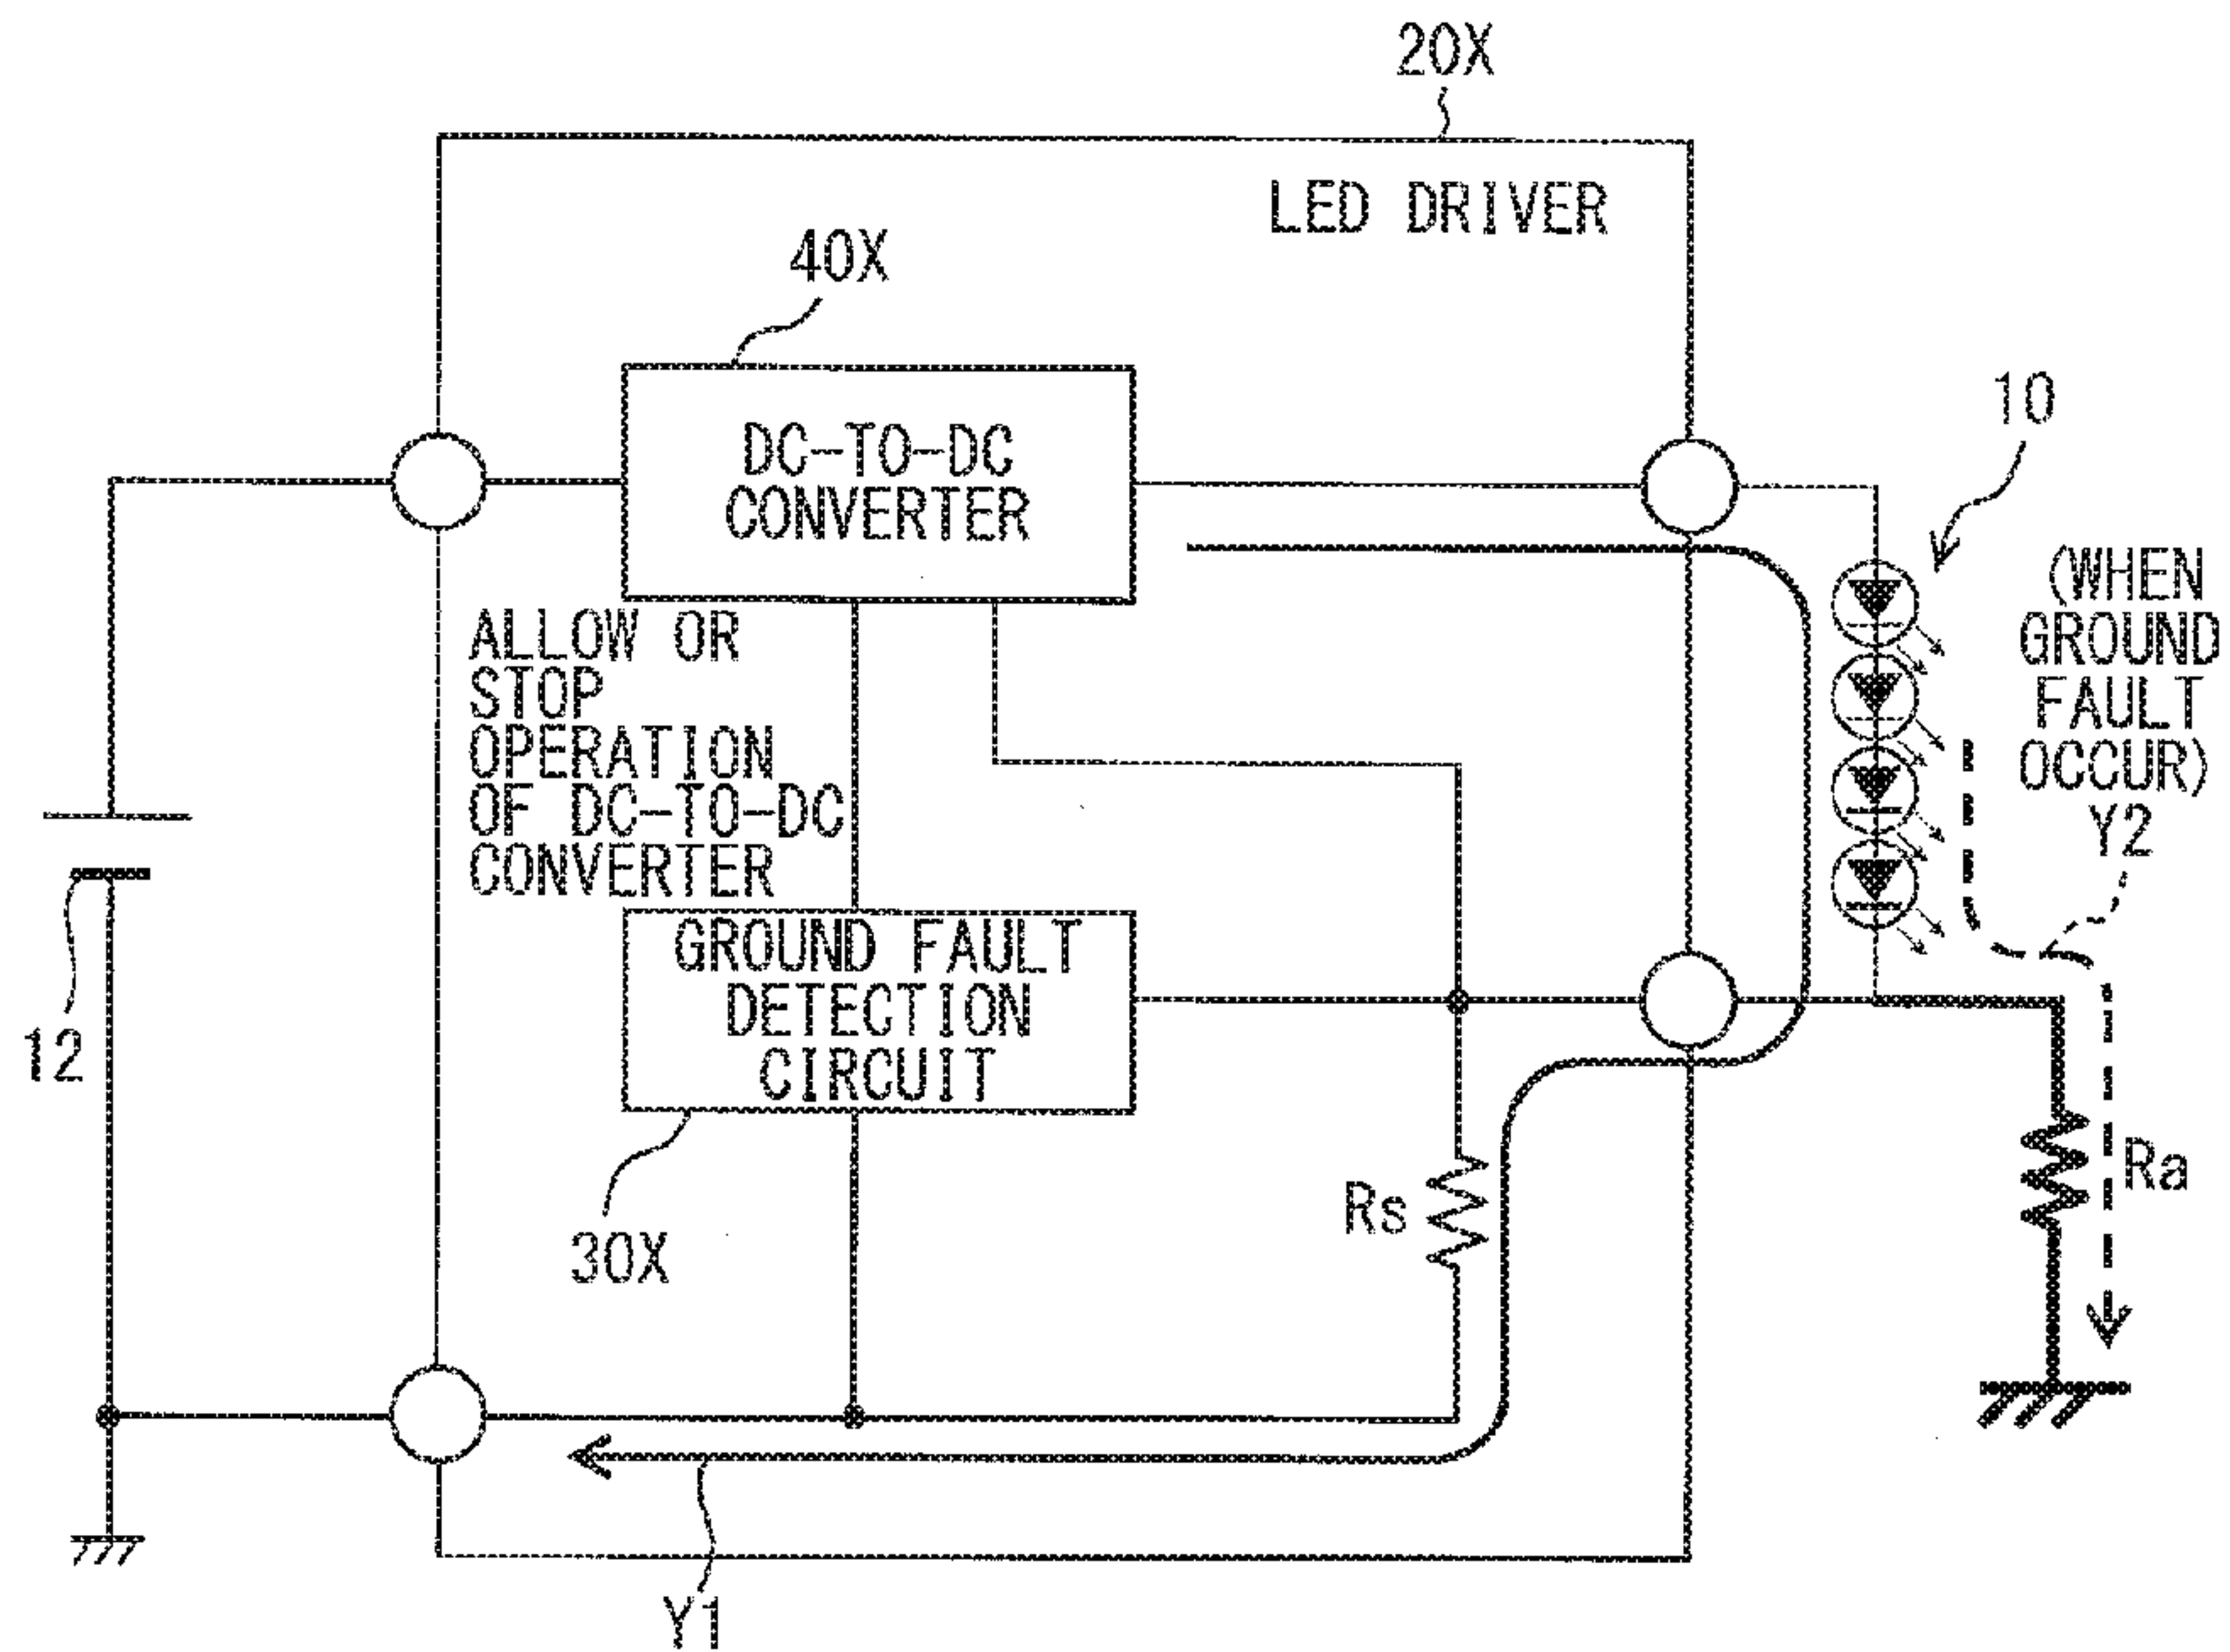 20X
LED DRIVER
40X
DC-TO-DC
CONVERTER
10
(WHEN
GROUND
FAULT
OCCUR)
Y2
ALLOW OR
STOP
OPERATION
OF DC-TO-DC
CONVERTER
GROUND FAULT
DETECTION
CIRCUIT
12
30X
Rs
Ra
Y1